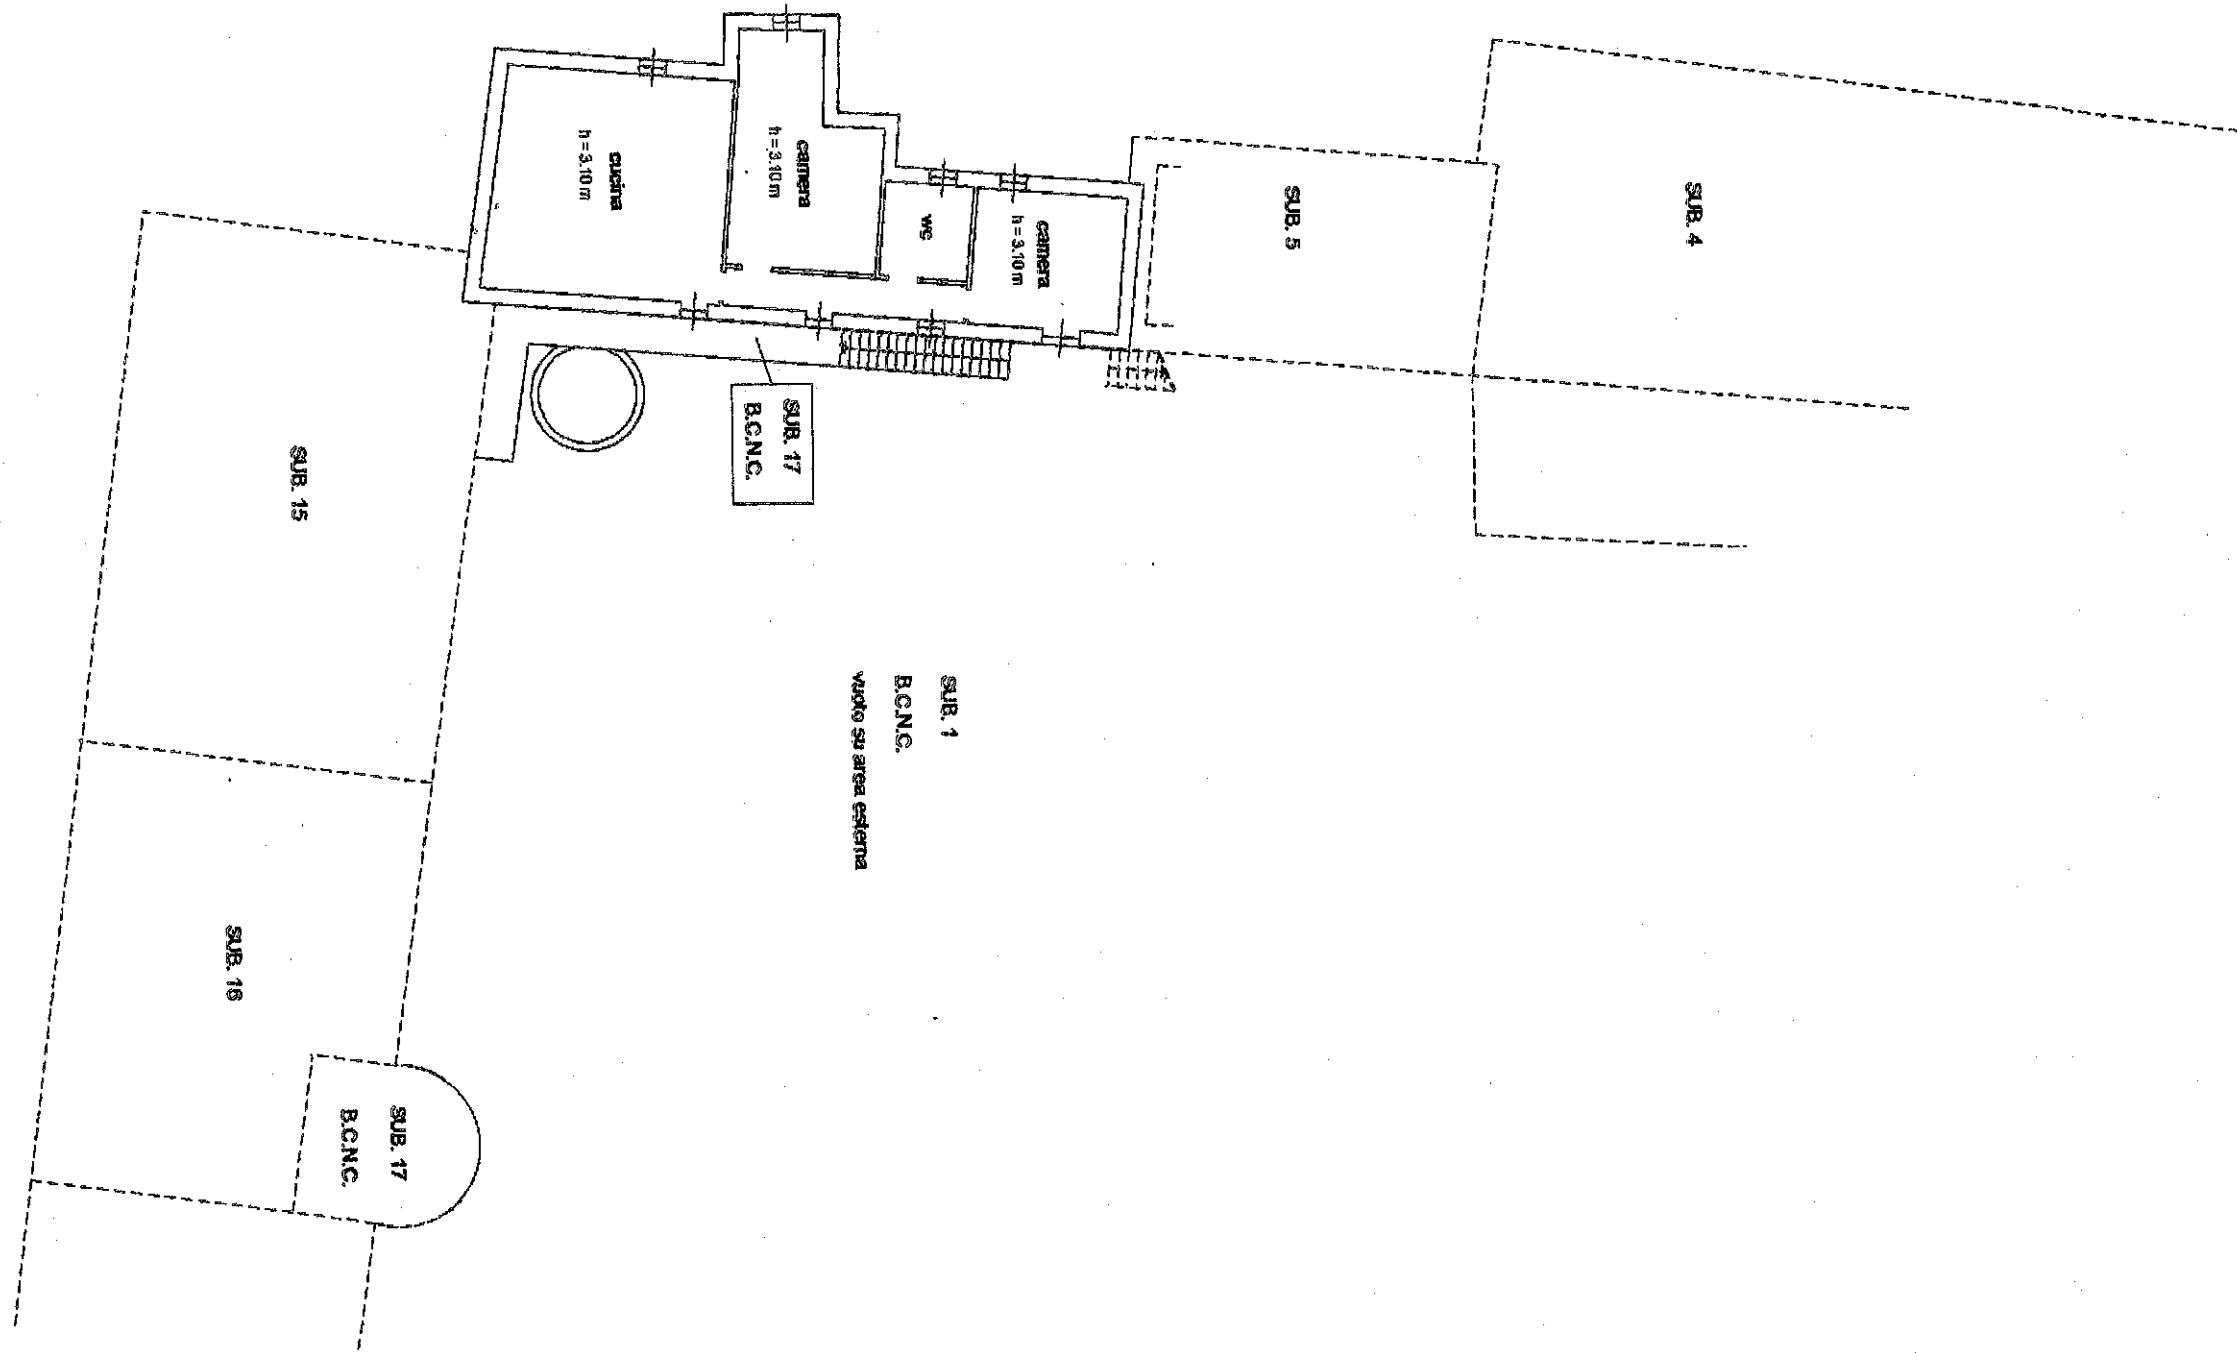 cucina
h = 3.10 m
camera
h = 3.10 m
wc
camera
h = 3.10 m
SUB. 5
SUB. 4
SUB. 17
B.C.N.C.
SUB. 15
SUB. 1
B.C.N.C.
vuoto su area esterna
SUB. 16
SUB. 17
B.C.N.C.